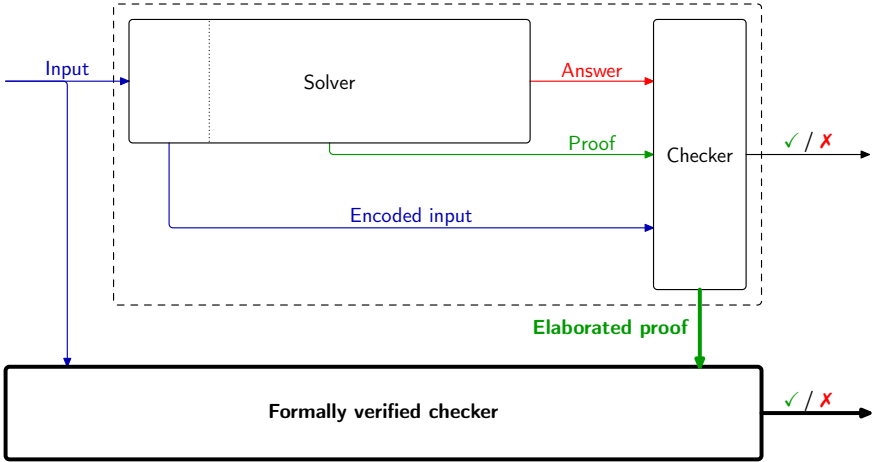 Input
Solver
Answer
Proof
Checker
✓ / ✗
Encoded input
Elaborated proof
Formally verified checker
✓ / ✗